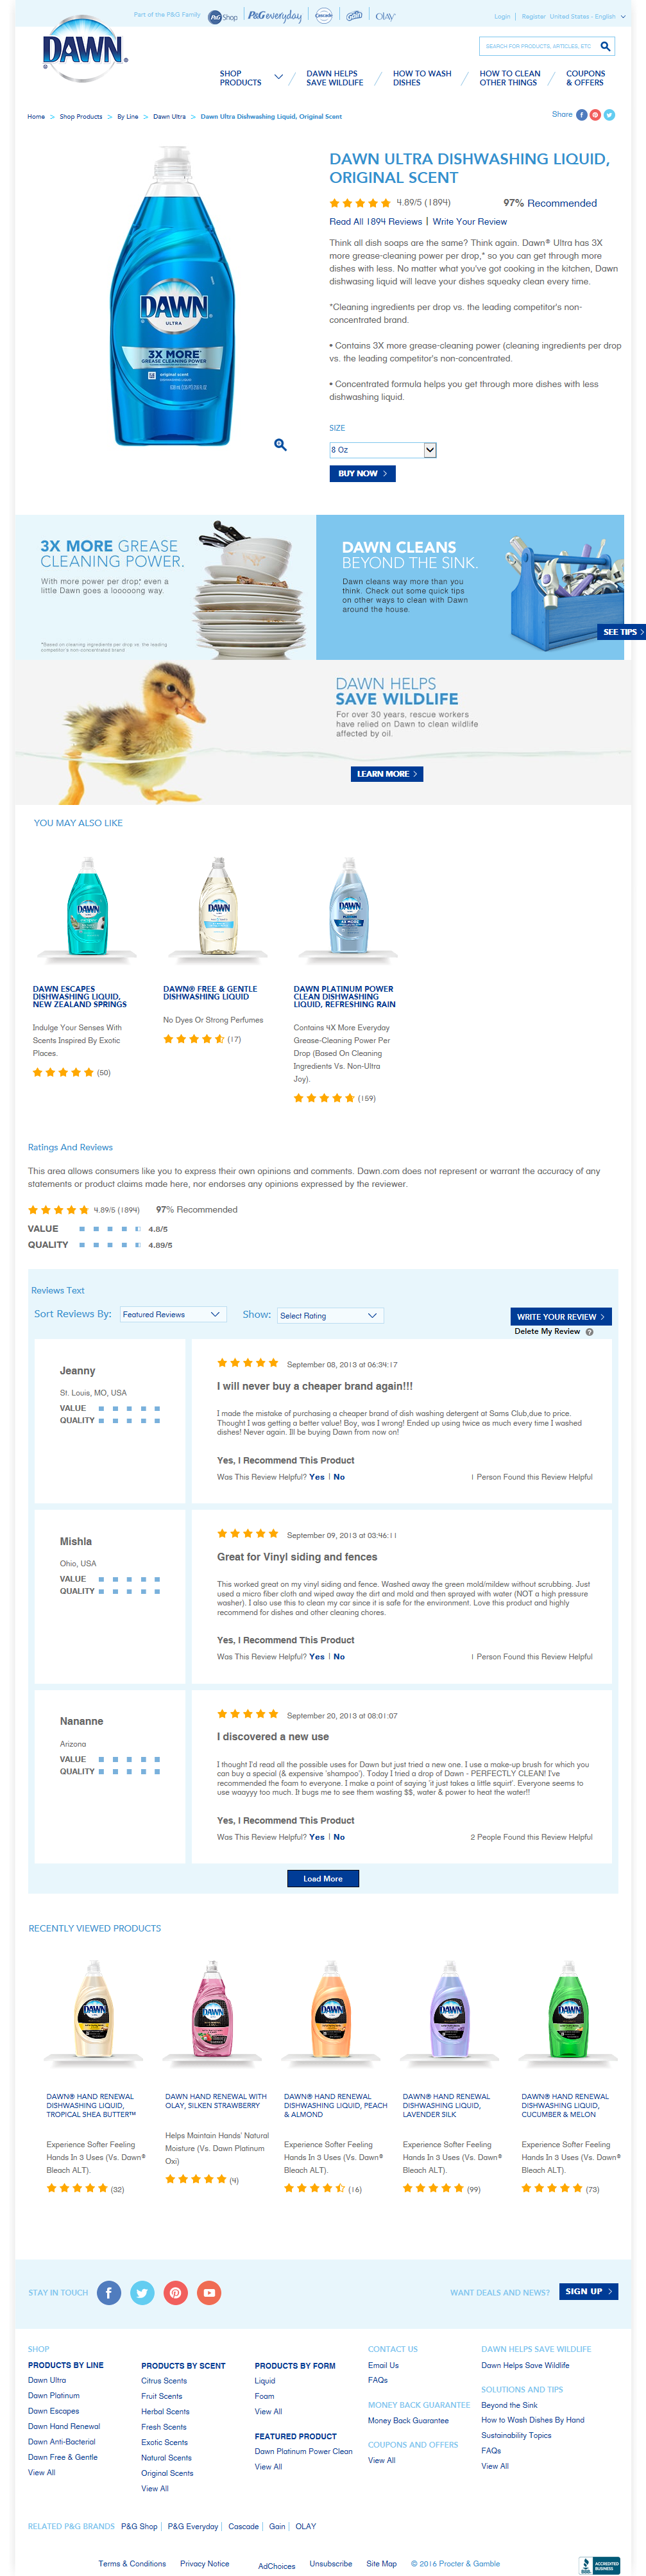 Part of the P&G Family
P&G Shop
P&G everyday
Cascade
Gain
OLAY
Login | Register
United States - English
DAWN
SEARCH FOR PRODUCTS, ARTICLES, ETC
SHOP PRODUCTS
DAWN HELPS SAVE WILDLIFE
HOW TO WASH DISHES
HOW TO CLEAN OTHER THINGS
COUPONS & OFFERS
Home > Shop Products > By Line > Dawn Ultra > Dawn Ultra Dishwashing Liquid, Original Scent
Share
DAWN ULTRA DISHWASHING LIQUID,
ORIGINAL SCENT
4.89/5 (1894)
97% Recommended
Read All 1894 Reviews | Write Your Review
Think all dish soaps are the same? Think again. Dawn® Ultra has 3X
more grease-cleaning power per drop,* so you can get through more
dishes with less. No matter what you've got cooking in the kitchen, Dawn
dishwasing liquid will leave your dishes squeaky clean every time.
*Cleaning ingredients per drop vs. the leading competitor's non-
concentrated brand.
• Contains 3X more grease-cleaning power (cleaning ingredients per drop
vs. the leading competitor's non-concentrated.
• Concentrated formula helps you get through more dishes with less
dishwashing liquid.
DAWN
ULTRA
3X MORE
GREASE CLEANING POWER
original scent
SIZE
8 Oz
BUY NOW
3X MORE GREASE
CLEANING POWER.
With more power per drop,* even a
little Dawn goes a looooong way.
*Based on cleaning ingredients per drop vs. the leading
competitor's non-concentrated brand
DAWN CLEANS
BEYOND THE SINK.
Dawn cleans way more than you
think. Check out some quick tips
on other ways to clean with Dawn
around the house.
SEE TIPS
DAWN HELPS
SAVE WILDLIFE
For over 30 years, rescue workers
have relied on Dawn to clean wildlife
affected by oil.
LEARN MORE
YOU MAY ALSO LIKE
DAWN
DAWN
DAWN
DAWN ESCAPES
DISHWASHING LIQUID,
NEW ZEALAND SPRINGS
Indulge Your Senses With
Scents Inspired By Exotic
Places.
(50)
DAWN® FREE & GENTLE
DISHWASHING LIQUID
No Dyes Or Strong Perfumes
(17)
DAWN PLATINUM POWER
CLEAN DISHWASHING
LIQUID, REFRESHING RAIN
Contains 4X More Everyday
Grease-Cleaning Power Per
Drop (Based On Cleaning
Ingredients Vs. Non-Ultra
Joy).
(159)
Ratings And Reviews
This area allows consumers like you to express their own opinions and comments. Dawn.com does not represent or warrant the accuracy of any
statements or product claims made here, nor endorses any opinions expressed by the reviewer.
4.89/5 (1894) 97% Recommended
VALUE 4.8/5
QUALITY 4.89/5
Reviews Text
Sort Reviews By: Featured Reviews
Show: Select Rating
WRITE YOUR REVIEW
Delete My Review ?
Jeanny
St. Louis, MO, USA
VALUE
QUALITY
September 08, 2013 at 06:34:17
I will never buy a cheaper brand again!!!
I made the mistake of purchasing a cheaper brand of dish washing detergent at Sams Club,due to price.
Thought I was getting a better value! Boy, was I wrong! Ended up using twice as much every time I washed
dishes! Never again. Ill be buying Dawn from now on!
Yes, I Recommend This Product
Was This Review Helpful? Yes | No
1 Person Found this Review Helpful
Mishla
Ohio, USA
VALUE
QUALITY
September 09, 2013 at 03:46:11
Great for Vinyl siding and fences
This worked great on my vinyl siding and fence. Washed away the green mold/mildew without scrubbing. Just
used a micro fiber cloth and wiped away the dirt and mold and then sprayed with water (NOT a high pressure
washer). I also use this to clean my car since it is safe for the environment. Love this product and highly
recommend for dishes and other cleaning chores.
Yes, I Recommend This Product
Was This Review Helpful? Yes | No
1 Person Found this Review Helpful
Nananne
Arizona
VALUE
QUALITY
September 20, 2013 at 08:01:07
I discovered a new use
I thought I'd read all the possible uses for Dawn but just tried a new one. I use a make-up brush for which you
can buy a special (& expensive 'shampoo'). Today I tried a drop of Dawn - PERFECTLY CLEAN! I've
recommended the foam to everyone. I make a point of saying 'it just takes a little squirt'. Everyone seems to
use waayyy too much. It bugs me to see them wasting $$, water & power to heat the water!!
Yes, I Recommend This Product
Was This Review Helpful? Yes | No
2 People Found this Review Helpful
Load More
RECENTLY VIEWED PRODUCTS
DAWN
DAWN
DAWN
DAWN
DAWN
DAWN® HAND RENEWAL
DISHWASHING LIQUID,
TROPICAL SHEA BUTTER™
Experience Softer Feeling
Hands In 3 Uses (Vs. Dawn®
Bleach ALT).
(32)
DAWN HAND RENEWAL WITH
OLAY, SILKEN STRAWBERRY
Helps Maintain Hands' Natural
Moisture (Vs. Dawn Platinum
Oxi)
(4)
DAWN® HAND RENEWAL
DISHWASHING LIQUID, PEACH
& ALMOND
Experience Softer Feeling
Hands In 3 Uses (Vs. Dawn®
Bleach ALT).
(16)
DAWN® HAND RENEWAL
DISHWASHING LIQUID,
LAVENDER SILK
Experience Softer Feeling
Hands In 3 Uses (Vs. Dawn®
Bleach ALT).
(99)
DAWN® HAND RENEWAL
DISHWASHING LIQUID,
CUCUMBER & MELON
Experience Softer Feeling
Hands In 3 Uses (Vs. Dawn®
Bleach ALT).
(73)
STAY IN TOUCH
WANT DEALS AND NEWS?
SIGN UP
SHOP
PRODUCTS BY LINE
Dawn Ultra
Dawn Platinum
Dawn Escapes
Dawn Hand Renewal
Dawn Anti-Bacterial
Dawn Free & Gentle
View All
PRODUCTS BY SCENT
Citrus Scents
Fruit Scents
Herbal Scents
Fresh Scents
Exotic Scents
Natural Scents
Original Scents
View All
PRODUCTS BY FORM
Liquid
Foam
View All
FEATURED PRODUCT
Dawn Platinum Power Clean
View All
CONTACT US
Email Us
FAQs
MONEY BACK GUARANTEE
Money Back Guarantee
COUPONS AND OFFERS
View All
DAWN HELPS SAVE WILDLIFE
Dawn Helps Save Wildlife
SOLUTIONS AND TIPS
Beyond the Sink
How to Wash Dishes By Hand
Sustainability Topics
FAQs
View All
RELATED P&G BRANDS P&G Shop | P&G Everyday | Cascade | Gain | OLAY
Terms & Conditions
Privacy Notice
AdChoices
Unsubscribe
Site Map
© 2016 Procter & Gamble
BBB
ACCREDITED
BUSINESS